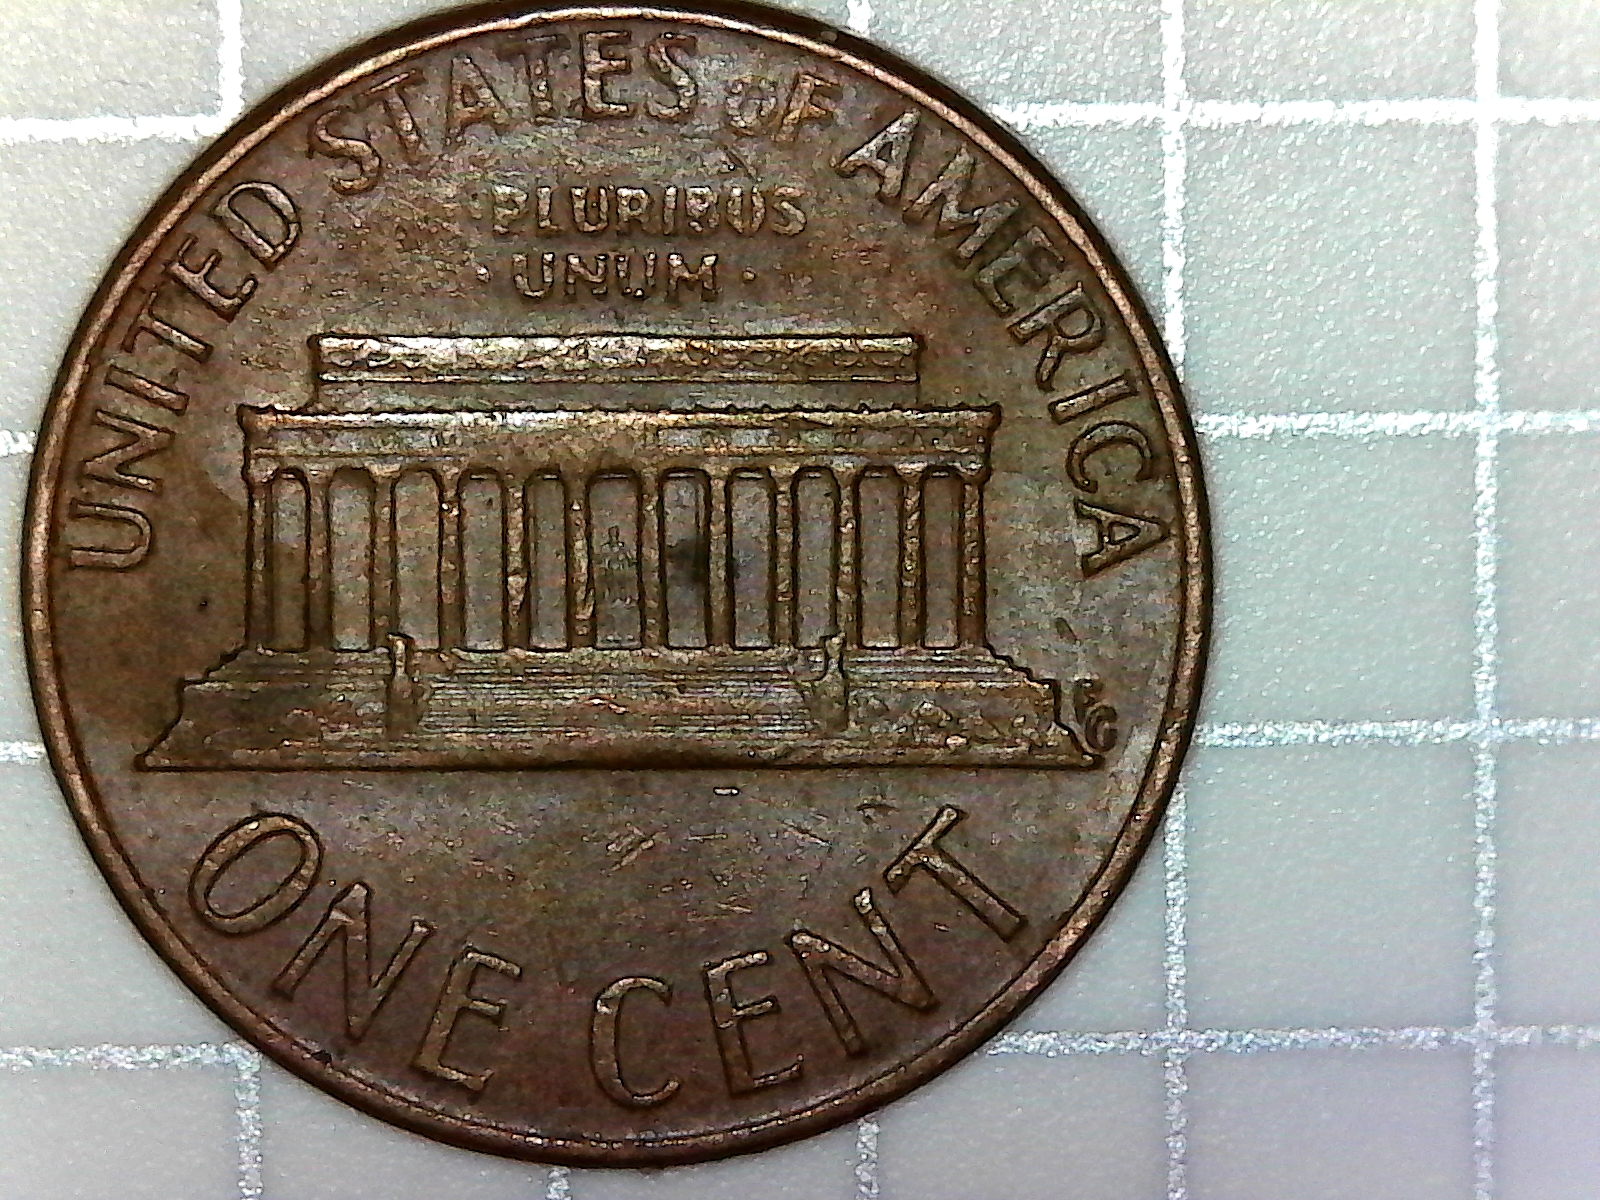 UNITED STATES OF AMERICA
PLURIBUS
· UNUM ·
ONE CENT